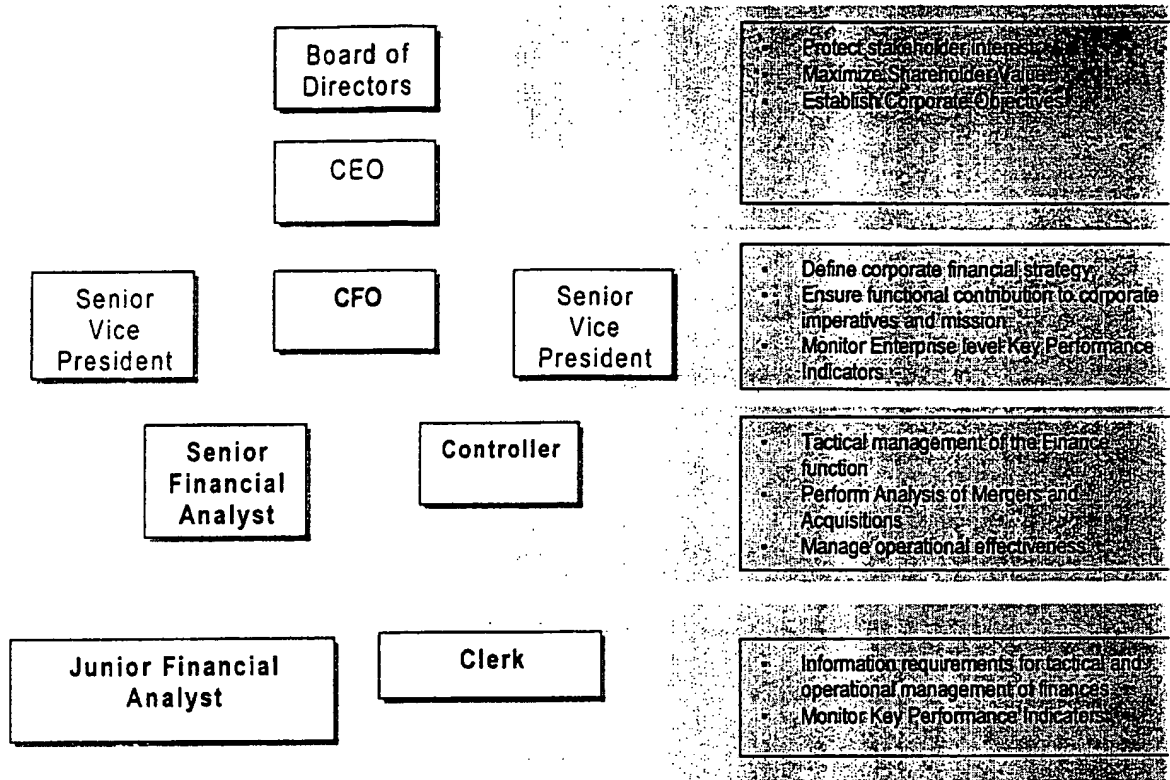 Board of
Directors
• Protect stakeholder interests
• Maximize Shareholder Value
• Establish Corporate Objectives
CEO
Senior
Vice
President
CFO
Senior
Vice
President
• Define corporate financial strategy
• Ensure functional contribution to corporate
imperatives and mission
• Monitor Enterprise level Key Performance
Indicators
Senior
Financial
Analyst
Controller
• Tactical management of the Finance
function
• Perform Analysis of Mergers and
Acquisitions
• Manage operational effectiveness
Junior Financial
Analyst
Clerk
• Information requirements for tactical and
operational management of finances
• Monitor Key Performance Indicators